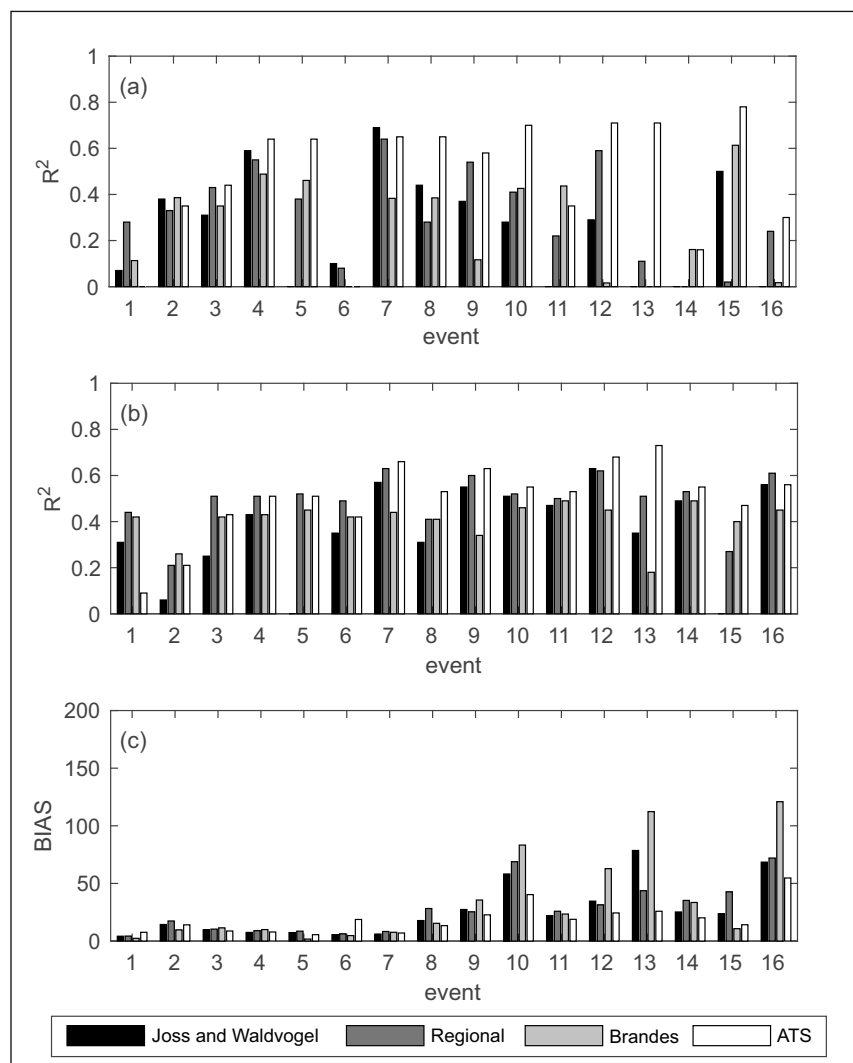 1
(a)
0.8
0.6
R²
0.4
0.2
0
1 2 3 4 5 6 7 8 9 10 11 12 13 14 15 16
event
1
(b)
0.8
0.6
R²
0.4
0.2
0
1 2 3 4 5 6 7 8 9 10 11 12 13 14 15 16
event
200
(c)
150
BIAS
100
50
0
1 2 3 4 5 6 7 8 9 10 11 12 13 14 15 16
event
Joss and Waldvogel Regional Brandes ATS